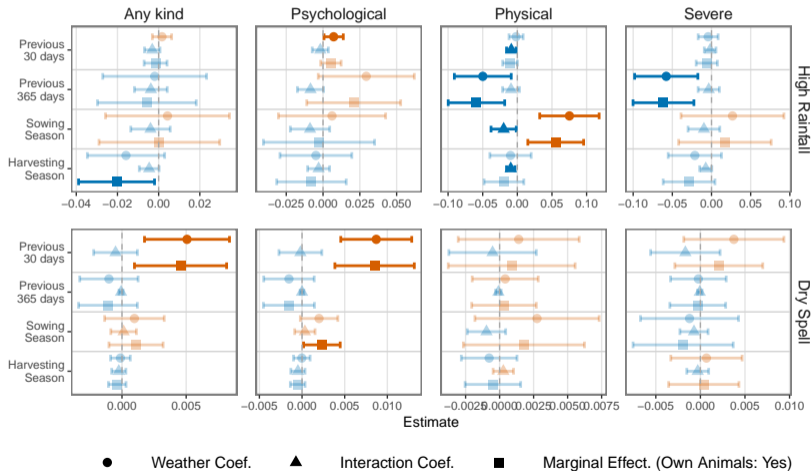 Any kind Psychological Physical Severe
Previous
30 days
Previous
365 days
Sowing
Season
Harvesting
Season
High Rainfall
−0.04 −0.02 0.00 0.02 −0.025 0.000 0.025 0.050 −0.10 −0.05 0.00 0.05 0.10 −0.10 −0.05 0.00 0.05 0.10
Previous
30 days
Previous
365 days
Sowing
Season
Harvesting
Season
Dry Spell
0.000 0.005 −0.005 0.000 0.005 0.010 −0.0025 0.0000 0.0025 0.0050 0.0075 −0.005 0.000 0.005 0.010
Estimate
Weather Coef. Interaction Coef. Marginal Effect. (Own Animals: Yes)